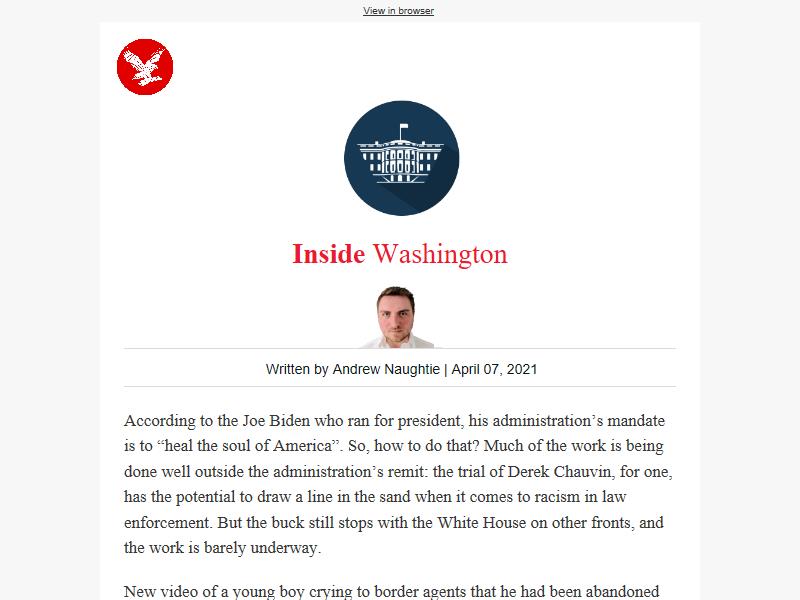 View in browser
Inside Washington
Written by Andrew Naughtie | April 07, 2021
According to the Joe Biden who ran for president, his administration’s mandate
is to “heal the soul of America”. So, how to do that? Much of the work is being
done well outside the administration’s remit: the trial of Derek Chauvin, for one,
has the potential to draw a line in the sand when it comes to racism in law
enforcement. But the buck still stops with the White House on other fronts, and
the work is barely underway.
New video of a young boy crying to border agents that he had been abandoned